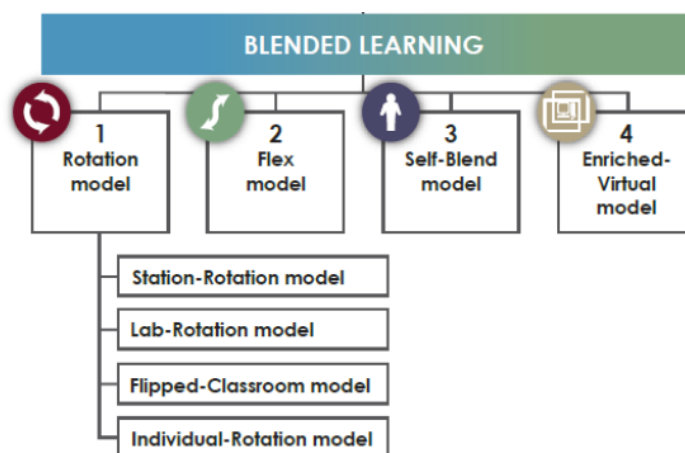 BLENDED LEARNING
1
Rotation
model
2
Flex
model
3
Self-Blend
model
4
Enriched-
Virtual
model
Station-Rotation model
Lab-Rotation model
Flipped-Classroom model
Individual-Rotation model